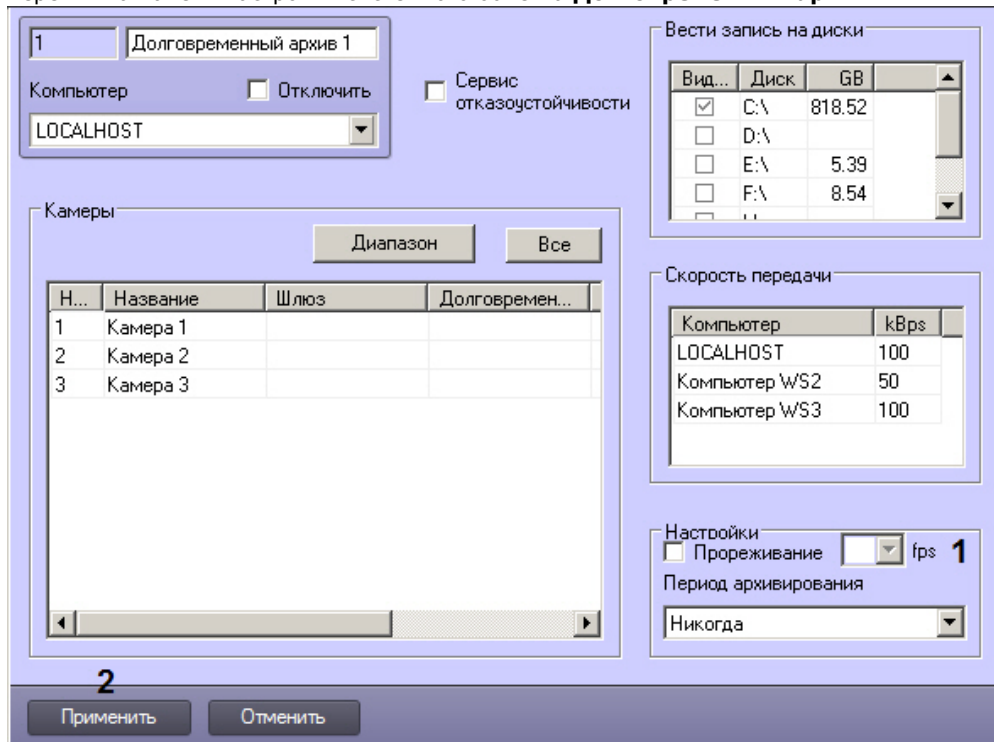 1
Долговременный архив 1
Компьютер
Отключить
LOCALHOST
Сервис
отказоустойчивости
Вести запись на диски
Вид... Диск GB
C:\ 818.52
D:\
E:\ 5.39
F:\ 8.54
Камеры
Диапазон
Все
Н... Название Шлюз Долговремен...
1 Камера 1
2 Камера 2
3 Камера 3
Скорость передачи
Компьютер kBps
LOCALHOST 100
Компьютер WS2 50
Компьютер WS3 100
Настройки
Прореживание fps 1
Период архивирования
Никогда
2
Применить
Отменить